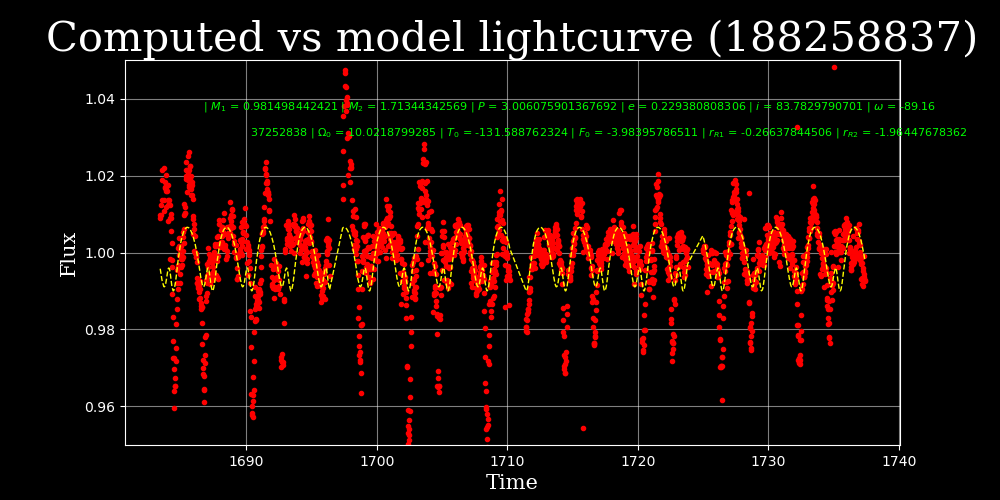 Computed vs model lightcurve (188258837)
| M₁ = 0.981498442421 | M₂ = 1.71344342569 | P = 3.006075901367692 | e = 0.229380808306 | i = 83.7829790701 | ω = -89.16
37252838 | Ω₀ = 10.0218799285 | T₀ = -131.588762324 | F₀ = -3.98395786511 | r_R1 = -0.26637844506 | r_R2 = -1.96447678362
1.04
1.02
1.00
0.98
0.96
Flux
1690 1700 1710 1720 1730 1740
Time